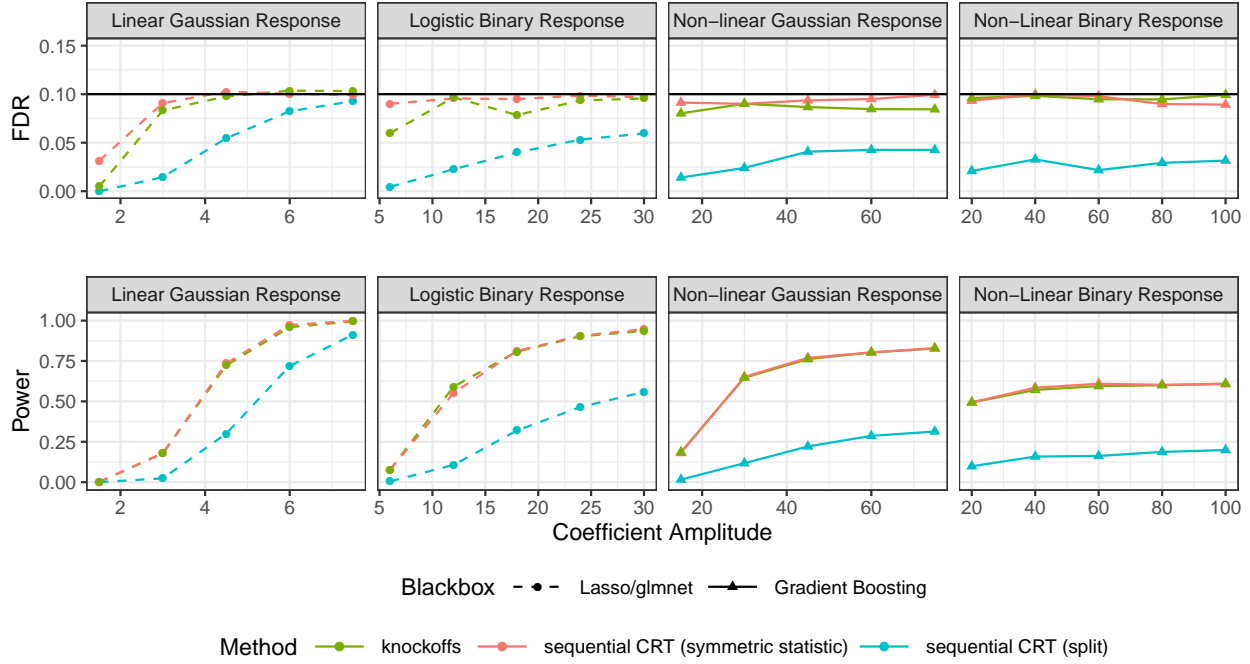 Linear Gaussian Response
Logistic Binary Response
Non−linear Gaussian Response
Non−Linear Binary Response
FDR
0.15
0.10
0.05
0.00
2 4 6
5 10 15 20 25 30
20 40 60
20 40 60 80 100
Linear Gaussian Response
Logistic Binary Response
Non−linear Gaussian Response
Non−Linear Binary Response
Power
1.00
0.75
0.50
0.25
0.00
2 4 6
5 10 15 20 25 30
20 40 60
20 40 60 80 100
Coefficient Amplitude
Blackbox Lasso/glmnet Gradient Boosting
Method knockoffs sequential CRT (symmetric statistic) sequential CRT (split)